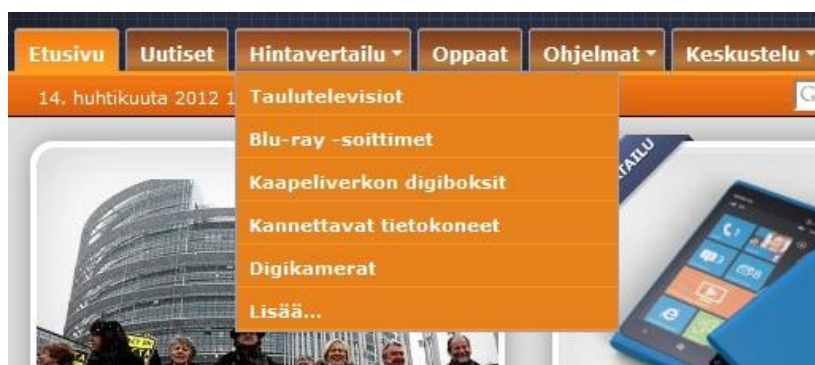 Etusivu Uutiset Hintavertailu Oppaat Ohjelmat Keskustelu
14. huhtikuuta 2012 1
Taulutelevisiot
Blu-ray -soittimet
Kaapeliverkon digiboksit
Kannettavat tietokoneet
Digikamerat
Lisää...